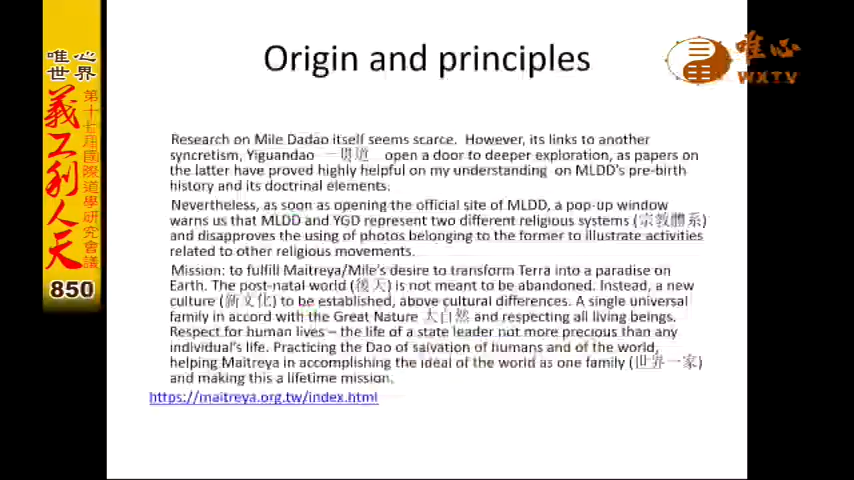 唯心
世界
義工利人天
第十七屆國際道學研究會議
850
Origin and principles
唯心
WXTV
Research on Mile Dadao itself seems scarce. However, its links to another
syncretism, Yiguandao 一貫道 open a door to deeper exploration, as papers on
the latter have proved highly helpful on my understanding on MLDD's pre-birth
history and its doctrinal elements.
Nevertheless, as soon as opening the official site of MLDD, a pop-up window
warns us that MLDD and YGD represent two different religious systems (宗教體系)
and disapproves the using of photos belonging to the former to illustrate activities
related to other religious movements.
Mission: to fulfill Maitreya/Mile's desire to transform Terra into a paradise on
Earth. The post-natal world (後天) is not meant to be abandoned. Instead, a new
culture (新文化) to be established, above cultural differences. A single universal
family in accord with the Great Nature 大自然 and respecting all living beings.
Respect for human lives – the life of a state leader not more precious than any
individual's life. Practicing the Dao of salvation of humans and of the world,
helping Maitreya in accomplishing the ideal of the world as one family (世界一家)
and making this a lifetime mission.
https://maitreya.org.tw/index.html